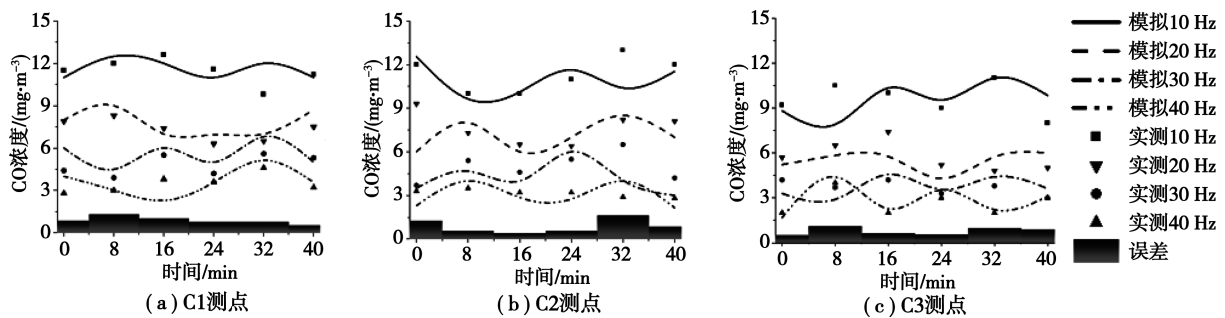 15
12
9
6
3
0
CO浓度/(mg·m⁻³)
0 8 16 24 32 40
时间/min
(a) C1测点
15
12
9
6
3
0
CO浓度/(mg·m⁻³)
0 8 16 24 32 40
时间/min
(b) C2测点
15
12
9
6
3
0
CO浓度/(mg·m⁻³)
0 8 16 24 32 40
时间/min
(c) C3测点
模拟10 Hz
模拟20 Hz
模拟30 Hz
模拟40 Hz
实测10 Hz
实测20 Hz
实测30 Hz
实测40 Hz
误差